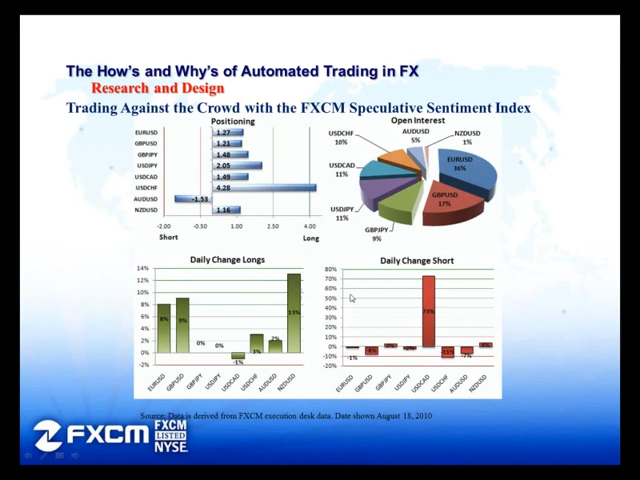 The How's and Why's of Automated Trading in FX
Research and Design
Trading Against the Crowd with the FXCM Speculative Sentiment Index
Positioning
EURUSD 1.27
GBPUSD 1.21
GBPJPY 1.48
USDJPY 2.05
USDCAD 1.49
USDCHF 4.28
AUDUSD -1.53
NZDUSD 1.16
-2.00 -0.50 1.00 2.50 4.00
Short Long
Open Interest
AUDUSD 5%
NZDUSD 1%
USDCHF 10%
EURUSD 36%
USDCAD 11%
GBPUSD 17%
USDJPY 11%
GBPJPY 9%
Daily Change Longs
14%
12%
10%
8%
6%
4%
2%
0%
-2%
8% 9% 0% 0% -1% 3% 2% 13%
EURUSD GBPUSD GBPJPY USDJPY USDCAD USDCHF AUDUSD NZDUSD
Daily Change Short
80%
70%
60%
50%
40%
30%
20%
10%
0%
-10%
-20%
-1% 73% -7%
EURUSD GBPUSD GBPJPY USDJPY USDCAD USDCHF AUDUSD NZDUSD
Source: Data is derived from FXCM execution desk data. Date shown August 18, 2010
FXCM
FXCM
LISTED
NYSE